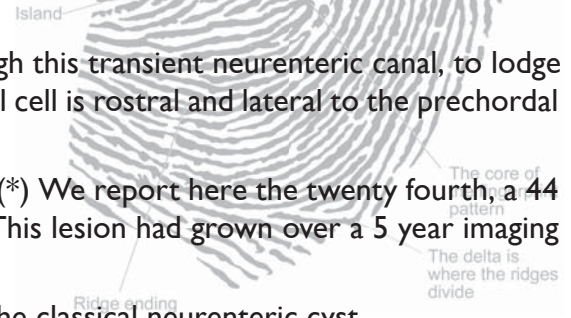 Island
gh this transient neurenteric canal, to lodge
l cell is rostral and lateral to the prechordal
The core of
(*) We report here the twenty fourth, a 44
pattern
This lesion had grown over a 5 year imaging
The delta is
where the ridges
divide
Ridge ending
he classical neurenteric cyst